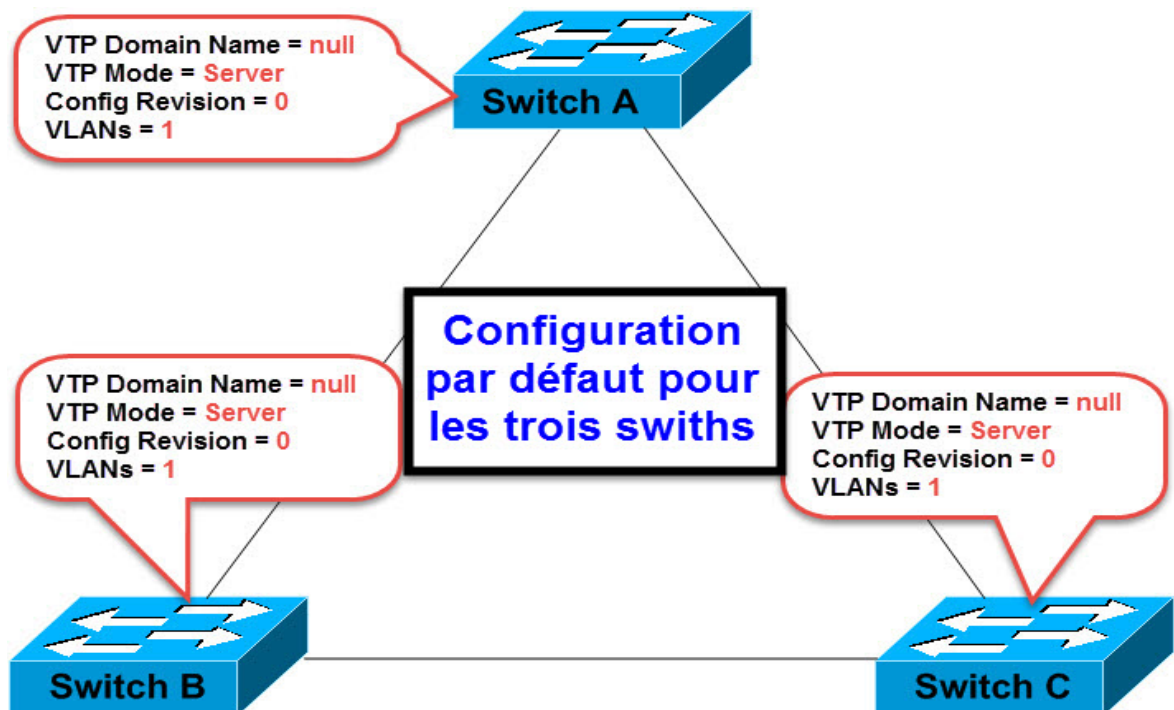 VTP Domain Name = null
VTP Mode = Server
Config Revision = 0
VLANs = 1
Switch A
Configuration
par défaut pour
les trois swiths
VTP Domain Name = null
VTP Mode = Server
Config Revision = 0
VLANs = 1
VTP Domain Name = null
VTP Mode = Server
Config Revision = 0
VLANs = 1
Switch B
Switch C